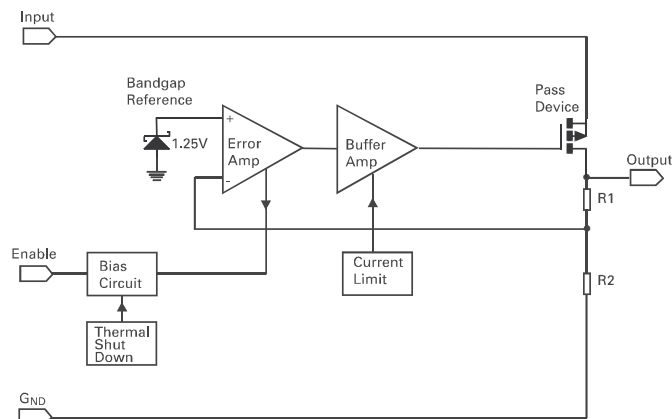 Input
Bandgap
Reference
1.25V
+
-
Error
Amp
Buffer
Amp
Pass
Device
Output
R1
R2
Enable
Bias
Circuit
Current
Limit
Thermal
Shut
Down
GND